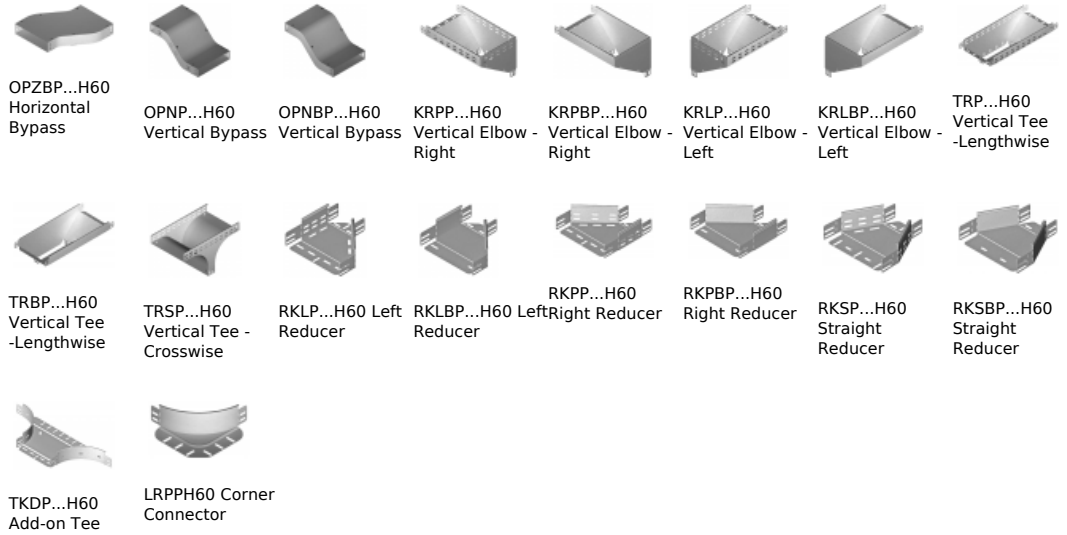 OPZBP...H60
Horizontal
Bypass
OPNP...H60
Vertical Bypass
OPNBP...H60
Vertical Bypass
KRPP...H60
Vertical Elbow -
Right
KRPBP...H60
Vertical Elbow -
Right
KRLP...H60
Vertical Elbow -
Left
KRLBP...H60
Vertical Elbow -
Left
TRP...H60
Vertical Tee
-Lengthwise
TRBP...H60
Vertical Tee
-Lengthwise
TRSP...H60
Vertical Tee -
Crosswise
RKLP...H60 Left
Reducer
RKLBP...H60 Left
Reducer
RKPP...H60
Right Reducer
RKPBP...H60
Right Reducer
RKSP...H60
Straight
Reducer
RKSBP...H60
Straight
Reducer
TKDP...H60
Add-on Tee
LRPPH60 Corner
Connector